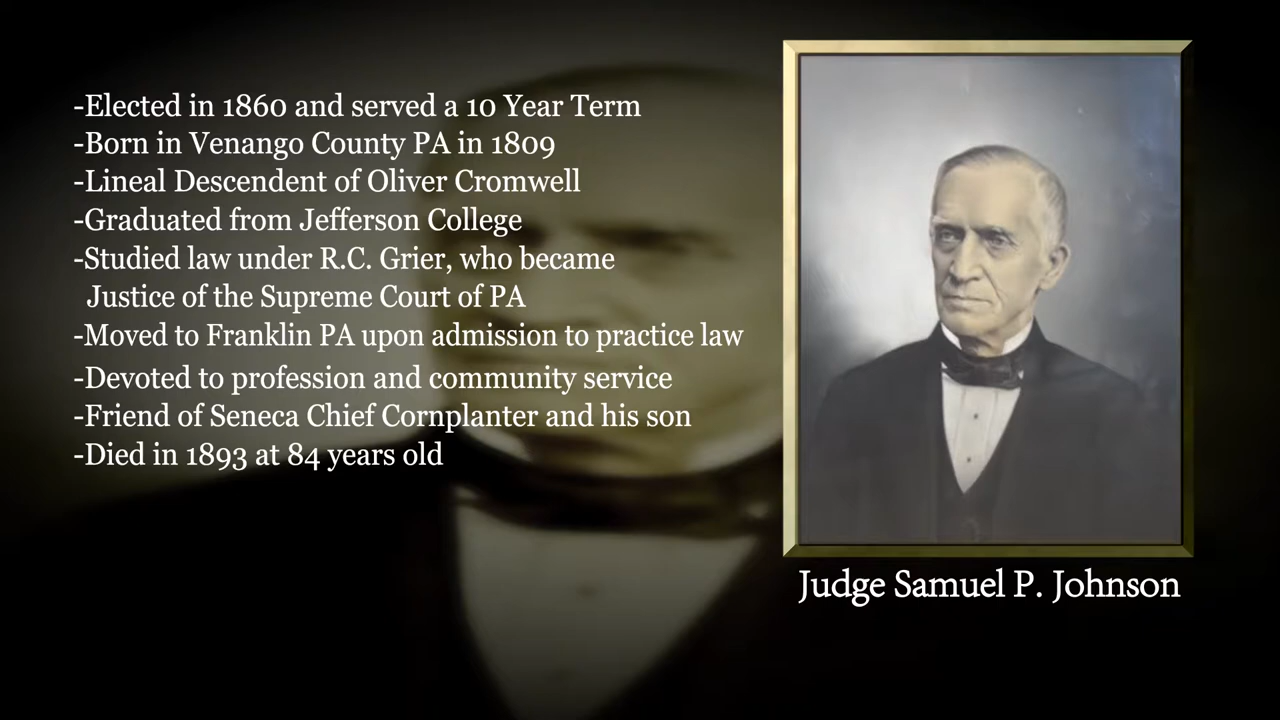 -Elected in 1860 and served a 10 Year Term
-Born in Venango County PA in 1809
-Lineal Descendent of Oliver Cromwell
-Graduated from Jefferson College
-Studied law under R.C. Grier, who became
Justice of the Supreme Court of PA
-Moved to Franklin PA upon admission to practice law
-Devoted to profession and community service
-Friend of Seneca Chief Cornplanter and his son
-Died in 1893 at 84 years old
Judge Samuel P. Johnson